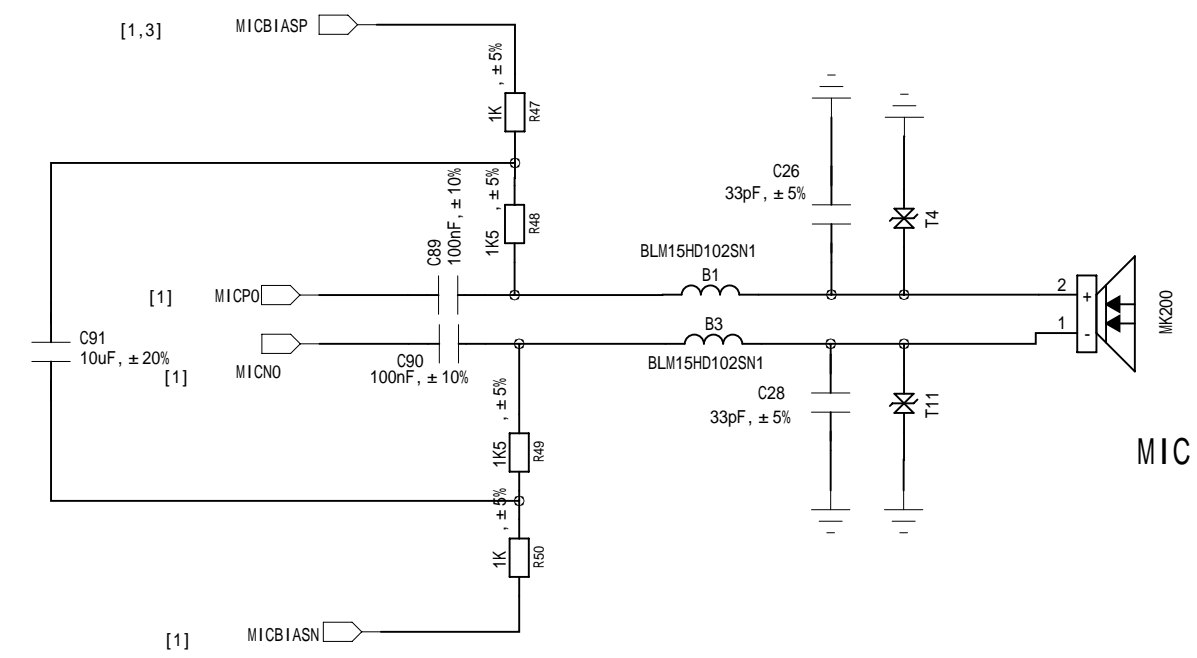 [1,3]
MICBIASP
1K , ±5%
R47
1K5 , ±5%
R48
C89
100nF, ±10%
C26
33pF, ±5%
T4
BLM15HD102SN1
B1
[1]
MICP0
2
+
1
-
MK200
B3
BLM15HD102SN1
C91
10uF, ±20%
[1]
MICN0
C90
100nF, ±10%
C28
33pF, ±5%
T11
1K5 , ±5%
R49
MIC
1K , ±5%
R50
[1]
MICBIASN